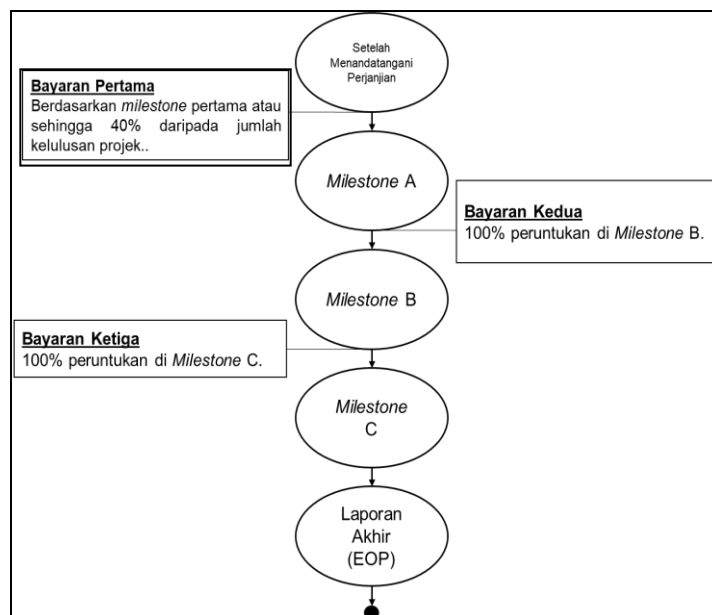 Setelah
Menandatangani
Perjanjian
Bayaran Pertama
Berdasarkan milestone pertama atau
sehingga 40% daripada jumlah
kelulusan projek..
Milestone A
Bayaran Kedua
100% peruntukan di Milestone B.
Milestone B
Bayaran Ketiga
100% peruntukan di Milestone C.
Milestone
C
Laporan
Akhir
(EOP)